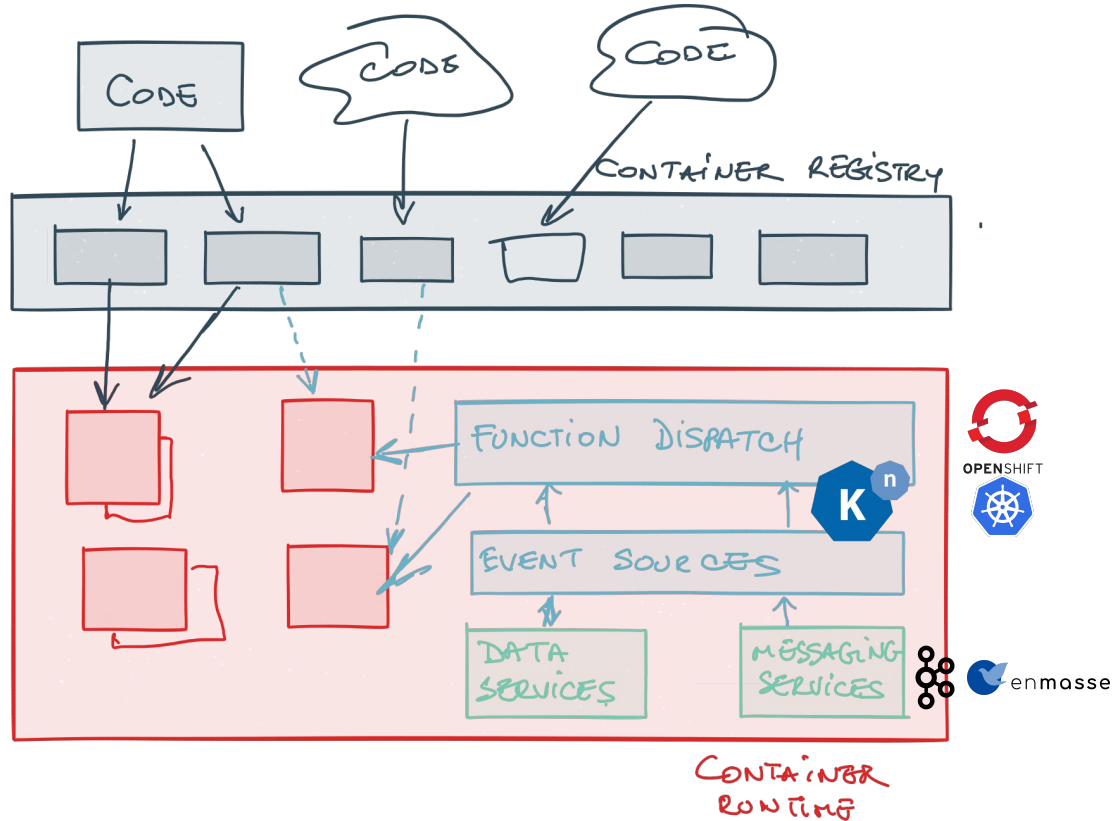 CODE
CODE
CODE
CONTAINER REGISTRY
FUNCTION DISPATCH
K
n
OPENSHIFT
EVENT SOURCES
DATA
SERVICES
MESSAGING
SERVICES
enmasse
CONTAINER
RUNTIME